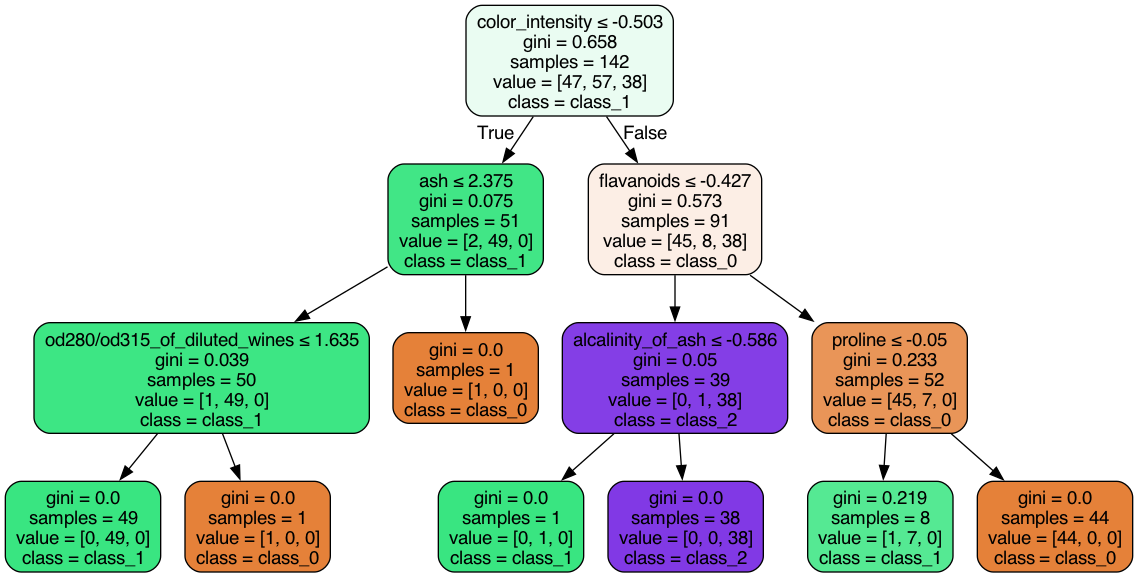 color_intensity ≤ -0.503
gini = 0.658
samples = 142
value = [47, 57, 38]
class = class_1
True
False
ash ≤ 2.375
gini = 0.075
samples = 51
value = [2, 49, 0]
class = class_1
flavanoids ≤ -0.427
gini = 0.573
samples = 91
value = [45, 8, 38]
class = class_0
od280/od315_of_diluted_wines ≤ 1.635
gini = 0.039
samples = 50
value = [1, 49, 0]
class = class_1
gini = 0.0
samples = 1
value = [1, 0, 0]
class = class_0
alcalinity_of_ash ≤ -0.586
gini = 0.05
samples = 39
value = [0, 1, 38]
class = class_2
proline ≤ -0.05
gini = 0.233
samples = 52
value = [45, 7, 0]
class = class_0
gini = 0.0
samples = 49
value = [0, 49, 0]
class = class_1
gini = 0.0
samples = 1
value = [1, 0, 0]
class = class_0
gini = 0.0
samples = 1
value = [0, 1, 0]
class = class_1
gini = 0.0
samples = 38
value = [0, 0, 38]
class = class_2
gini = 0.219
samples = 8
value = [1, 7, 0]
class = class_1
gini = 0.0
samples = 44
value = [44, 0, 0]
class = class_0